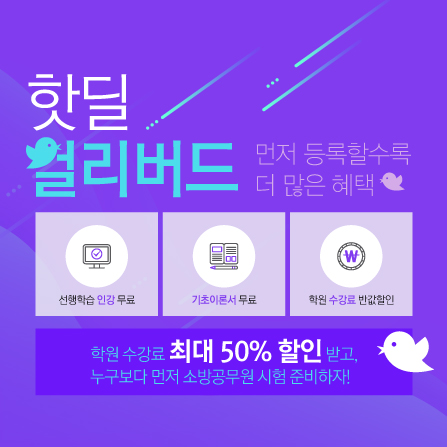 핫딜
얼리버드
먼저 등록할수록
더 많은 혜택
선행학습 인강 무료
기초이론서 무료
학원 수강료 반값할인
학원 수강료 최대 50% 할인 받고,
누구보다 먼저 소방공무원 시험 준비하자!